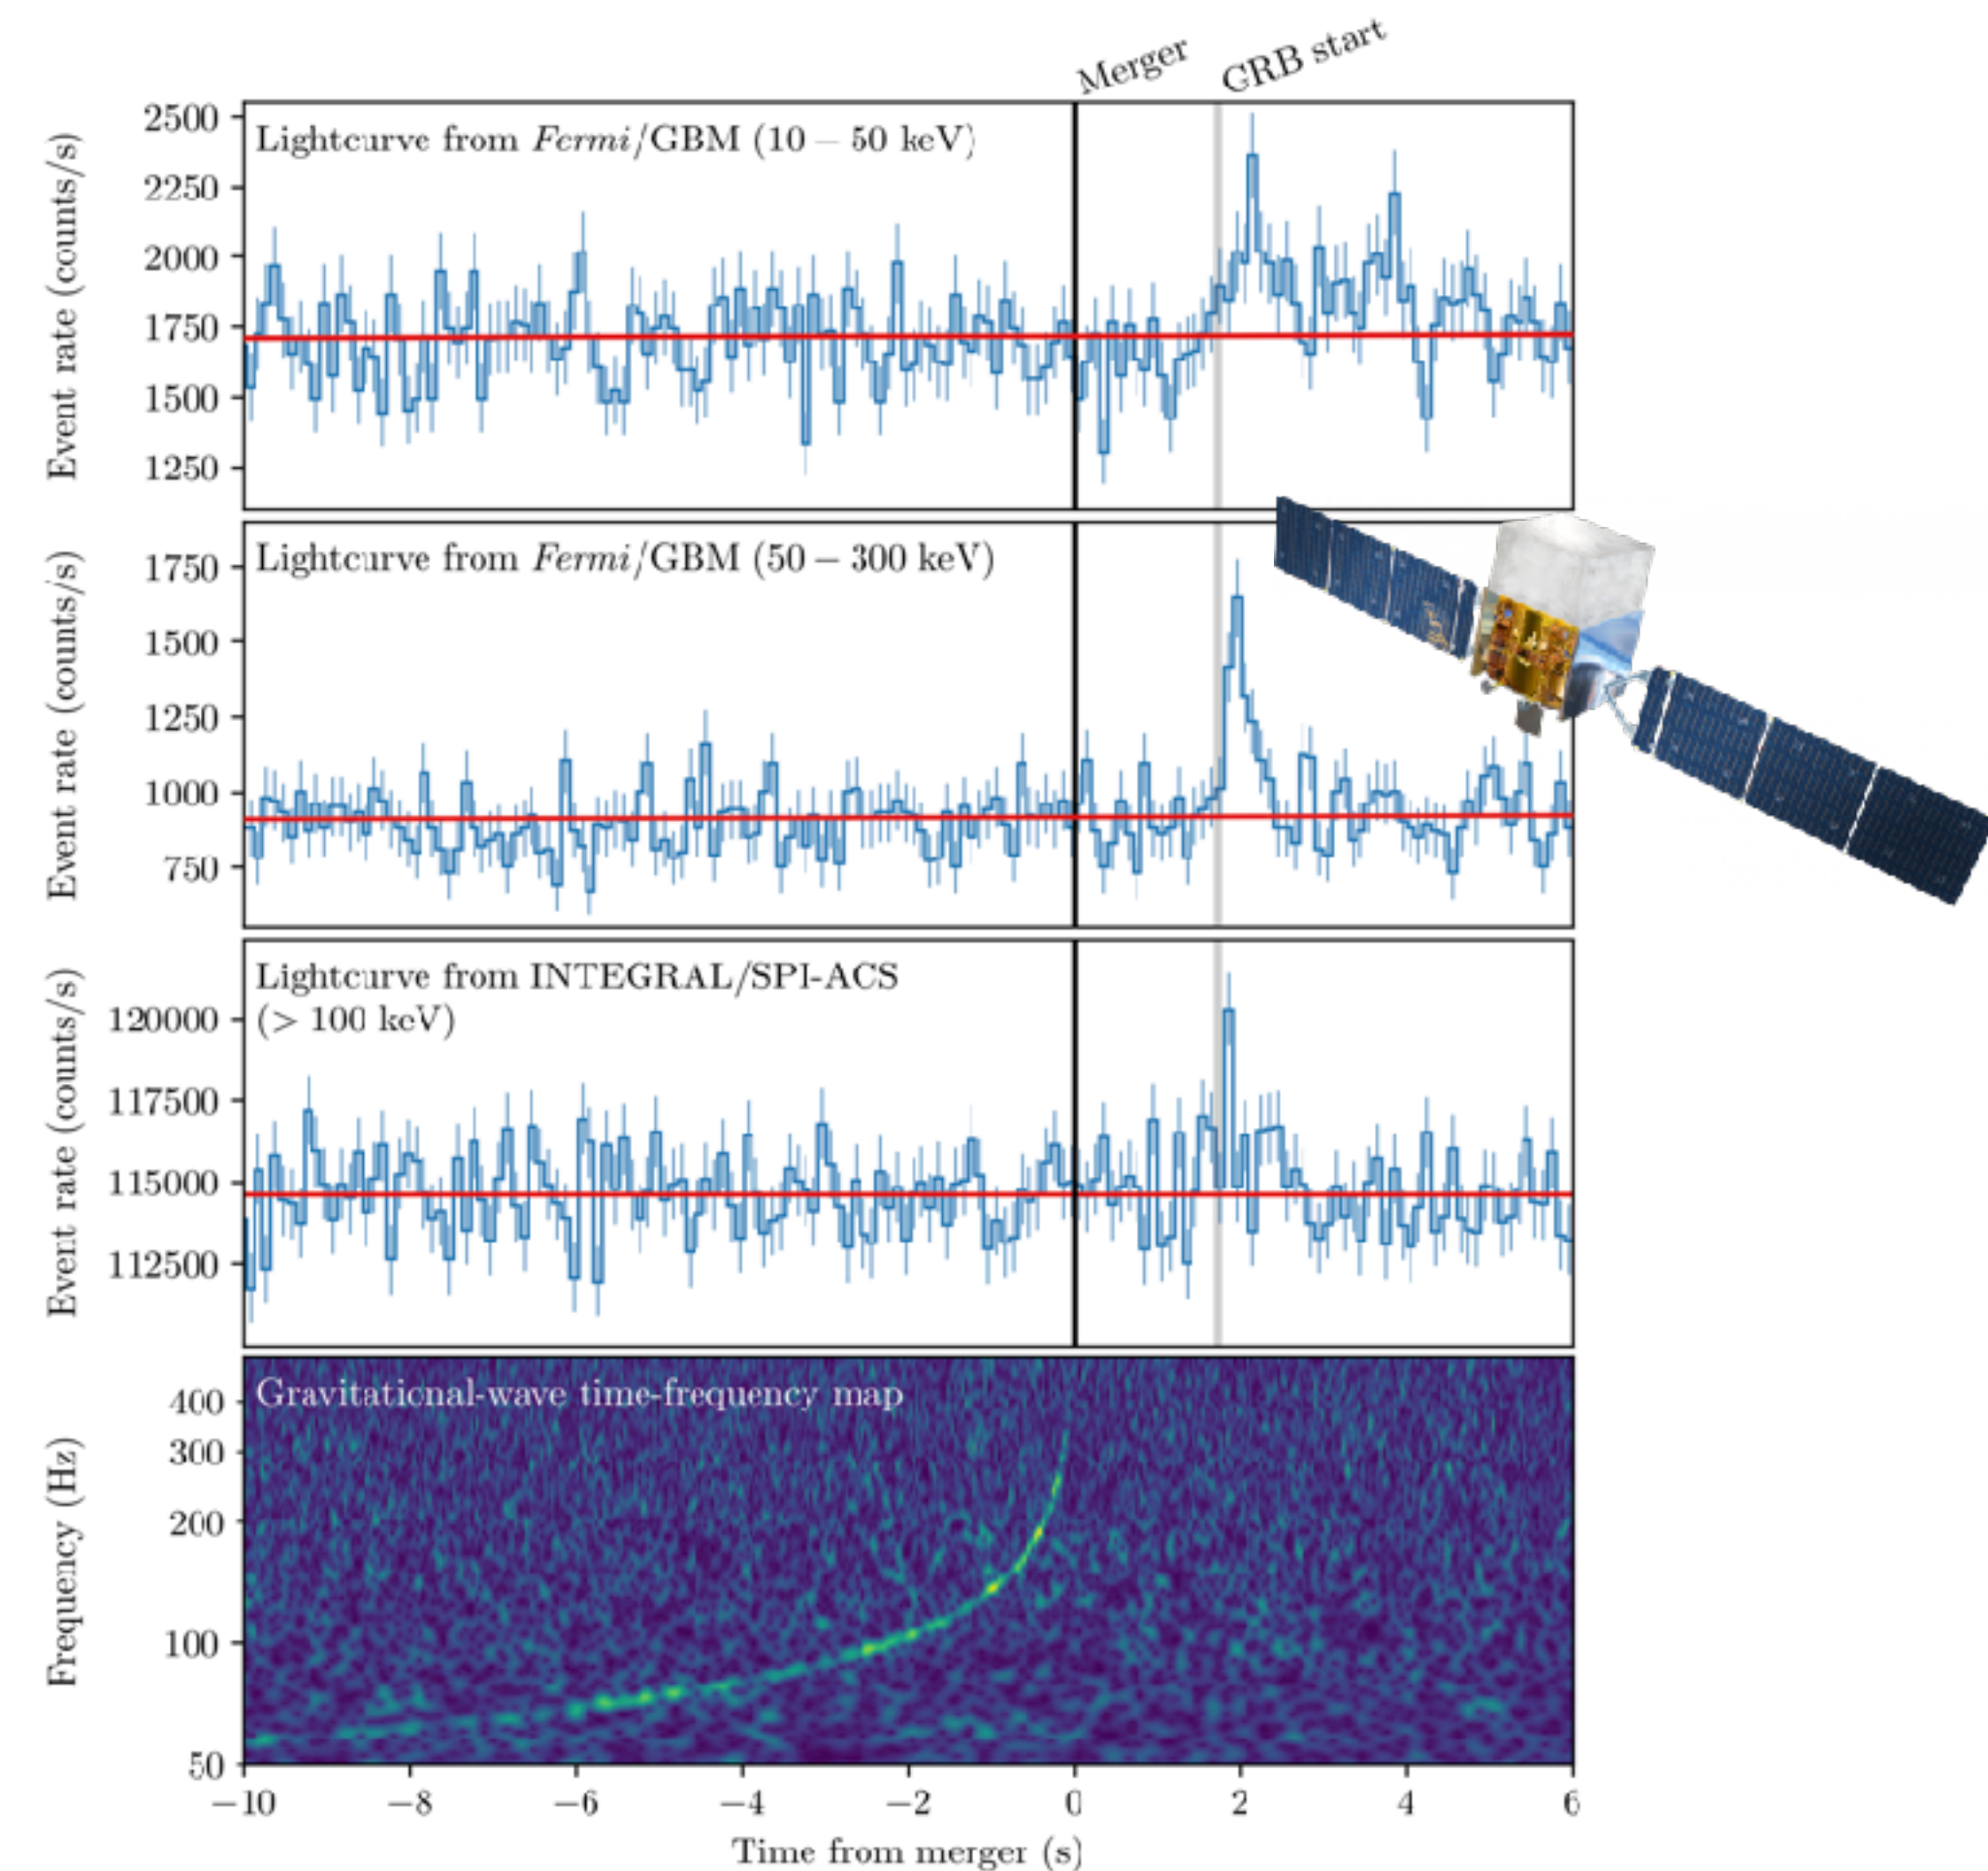 Merger
GRB start
2500
2250
2000
1750
1500
1250
Event rate (counts/s)
Lightcurve from Fermi/GBM (10 – 50 keV)
1750
1500
1250
1000
750
Event rate (counts/s)
Lightcurve from Fermi/GBM (50 – 300 keV)
120000
117500
115000
112500
Event rate (counts/s)
Lightcurve from INTEGRAL/SPI-ACS
(> 100 keV)
400
300
200
100
50
Frequency (Hz)
Gravitational-wave time-frequency map
−10 −8 −6 −4 −2 0 2 4 6
Time from merger (s)